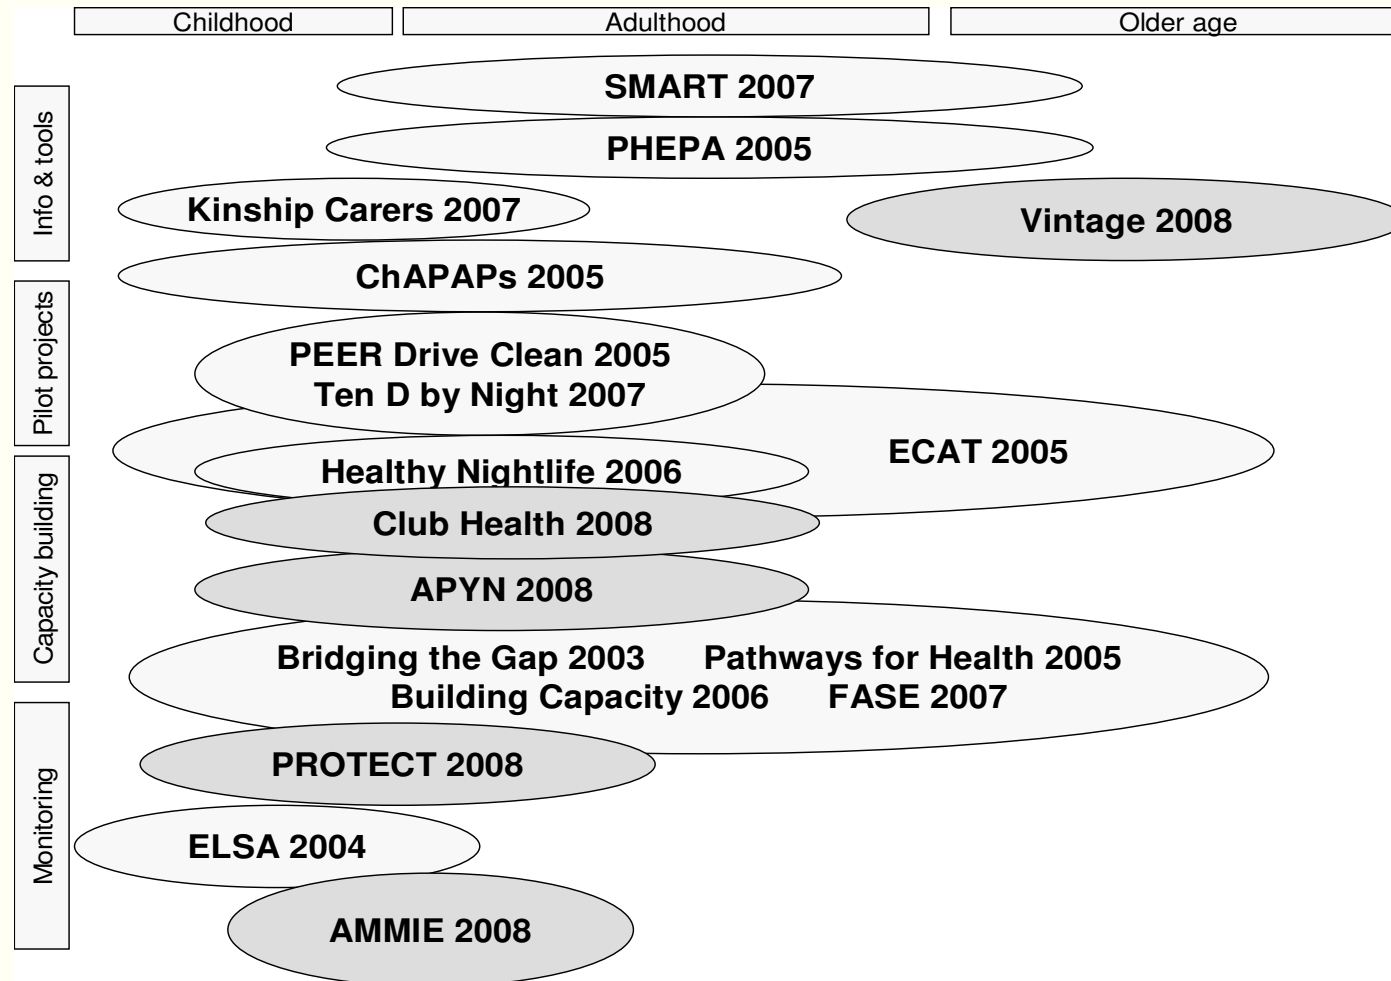 Childhood
Adulthood
Older age
Info & tools
SMART 2007
PHEPA 2005
Kinship Carers 2007
Vintage 2008
ChAPAPs 2005
Pilot projects
PEER Drive Clean 2005
Ten D by Night 2007
ECAT 2005
Healthy Nightlife 2006
Capacity building
Club Health 2008
APYN 2008
Bridging the Gap 2003 Pathways for Health 2005
Building Capacity 2006 FASE 2007
Monitoring
PROTECT 2008
ELSA 2004
AMMIE 2008